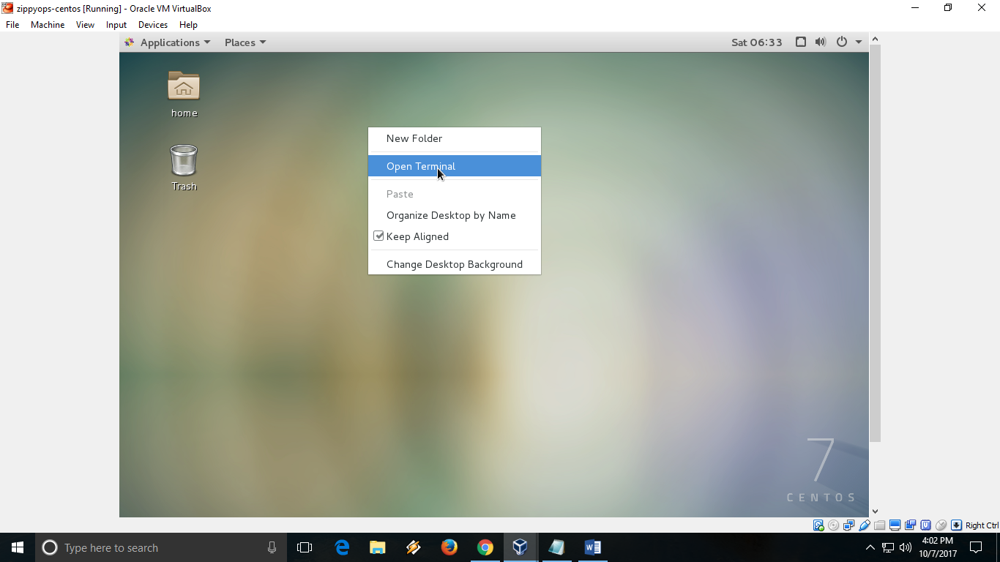 zippyops-centos [Running] - Oracle VM VirtualBox
File Machine View Input Devices Help
Applications Places Sat 06:33
home
Trash
New Folder
Open Terminal
Paste
Organize Desktop by Name
Keep Aligned
Change Desktop Background
7
CENTOS
Right Ctrl
Type here to search
4:02 PM
10/7/2017